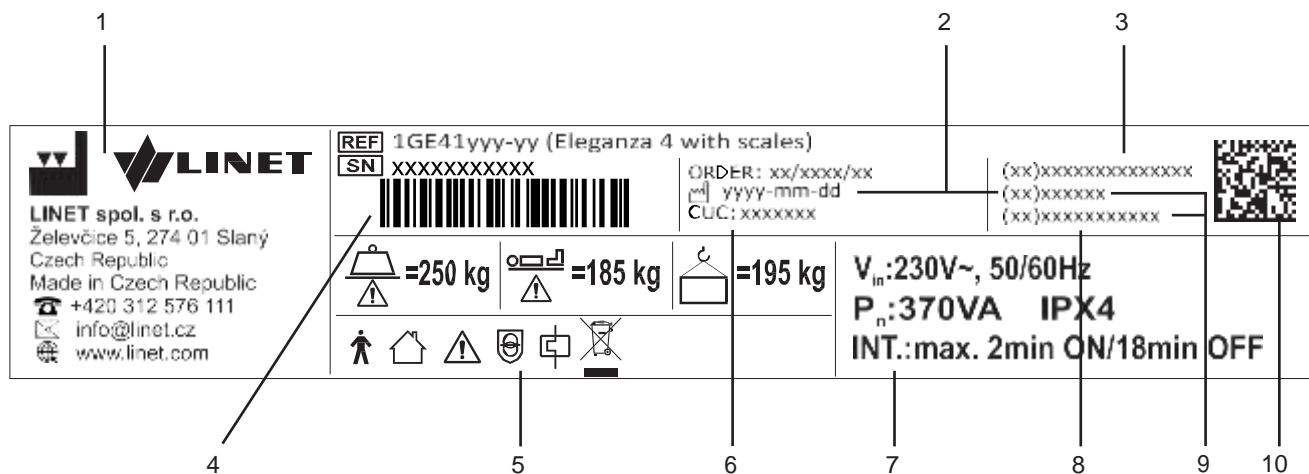 1
2
3
LINET
LINET spol. s r.o.
Želevčice 5, 274 01 Slaný
Czech Republic
Made in Czech Republic
+420 312 576 111
info@linet.cz
www.linet.com
REF 1GE41yyy-yy (Eleganza 4 with scales)
SN xxxxxxxxxxx
ORDER: xx/xxxx/xx
yyyy-mm-dd
CUC: xxxxxxx
(xx)xxxxxxxxxxxxxx
(xx)xxxxxx
(xx)xxxxxxxxxxx
=250 kg
=185 kg
=195 kg
Vin:230V~, 50/60Hz
Pn:370VA IPX4
INT.:max. 2min ON/18min OFF
4
5
6
7
8
9
10